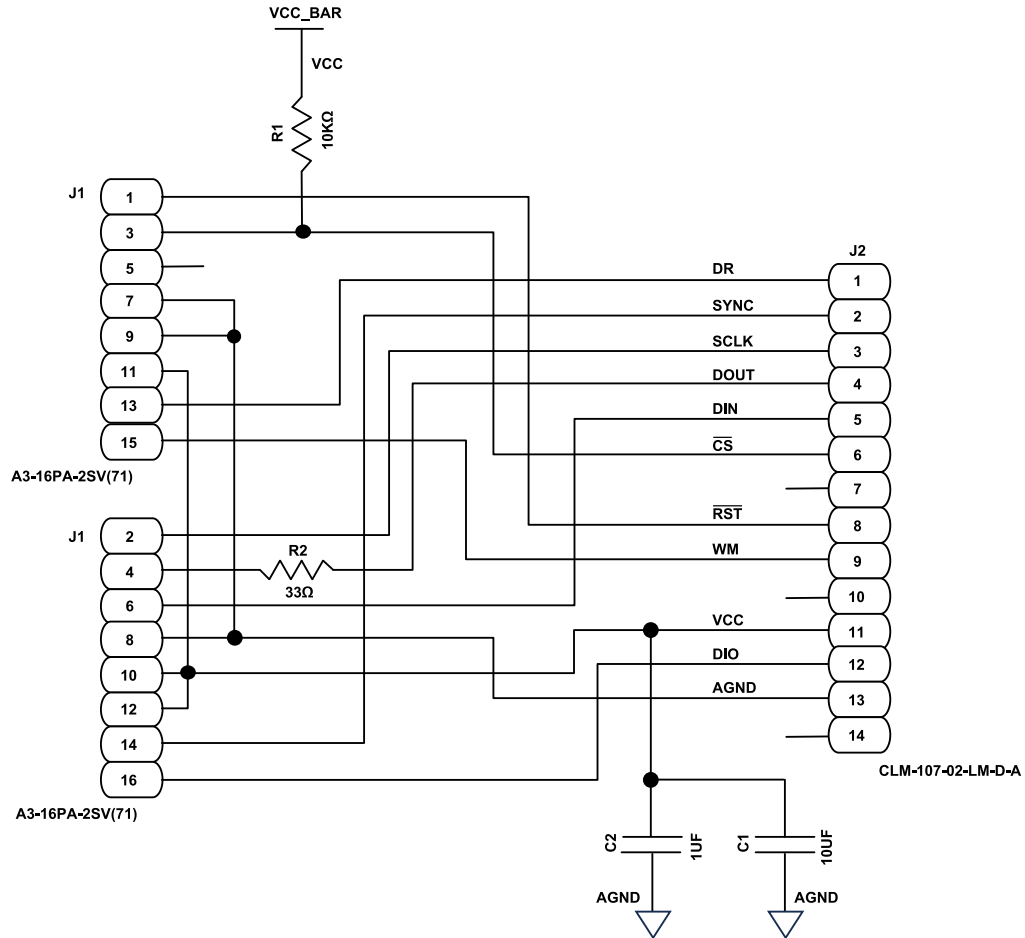 VCC_BAR
VCC
R1
10KΩ
J1
1
3
5
7
9
11
13
15
A3-16PA-2SV(71)
J1
2
4
6
8
10
12
14
16
A3-16PA-2SV(71)
R2
33Ω
DR
SYNC
SCLK
DOUT
DIN
C̅S̅
R̅S̅T̅
WM
VCC
DIO
AGND
J2
1
2
3
4
5
6
7
8
9
10
11
12
13
14
CLM-107-02-LM-D-A
C2
1UF
C1
10UF
AGND
AGND